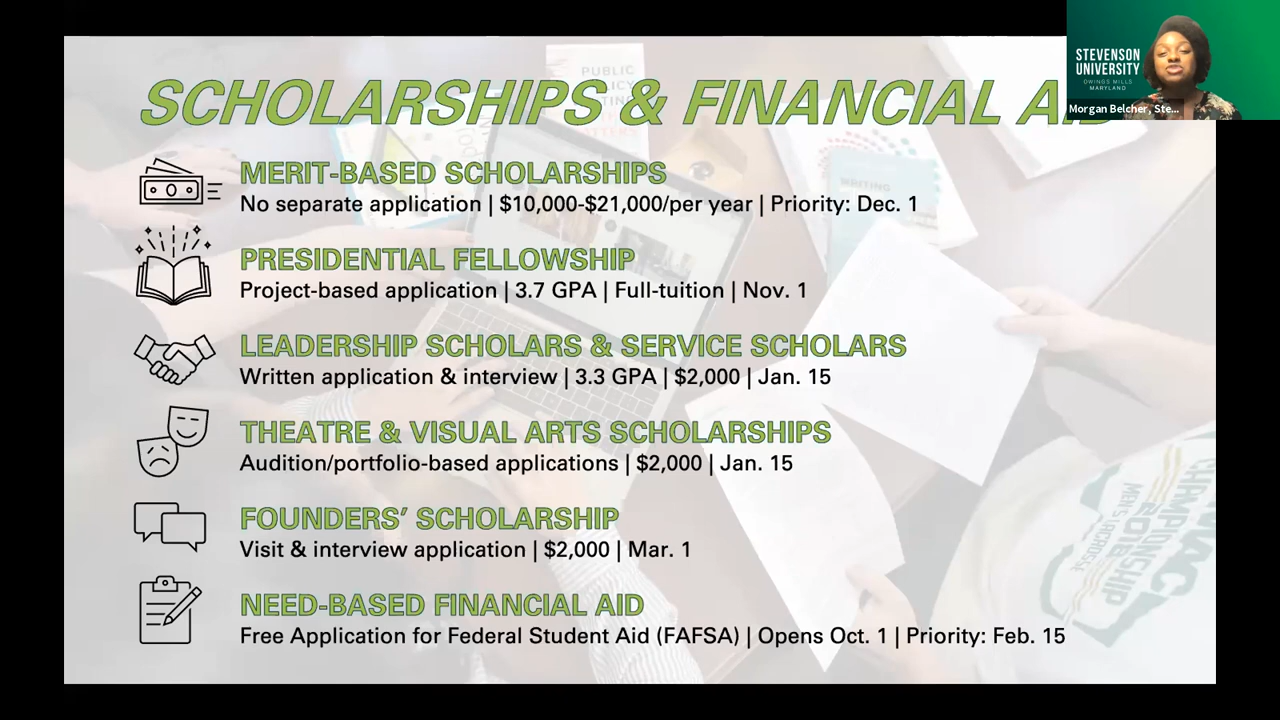 SCHOLARSHIPS & FINANCIAL AID
STEVENSON
UNIVERSITY
OWINGS MILLS
MARYLAND
Morgan Belcher, Ste...
MERIT-BASED SCHOLARSHIPS
No separate application | $10,000-$21,000/per year | Priority: Dec. 1
PRESIDENTIAL FELLOWSHIP
Project-based application | 3.7 GPA | Full-tuition | Nov. 1
LEADERSHIP SCHOLARS & SERVICE SCHOLARS
Written application & interview | 3.3 GPA | $2,000 | Jan. 15
THEATRE & VISUAL ARTS SCHOLARSHIPS
Audition/portfolio-based applications | $2,000 | Jan. 15
FOUNDERS’ SCHOLARSHIP
Visit & interview application | $2,000 | Mar. 1
NEED-BASED FINANCIAL AID
Free Application for Federal Student Aid (FAFSA) | Opens Oct. 1 | Priority: Feb. 15
PUBLIC
WRITING
CHAMPIONSHIP
MEN'S LACROSSE